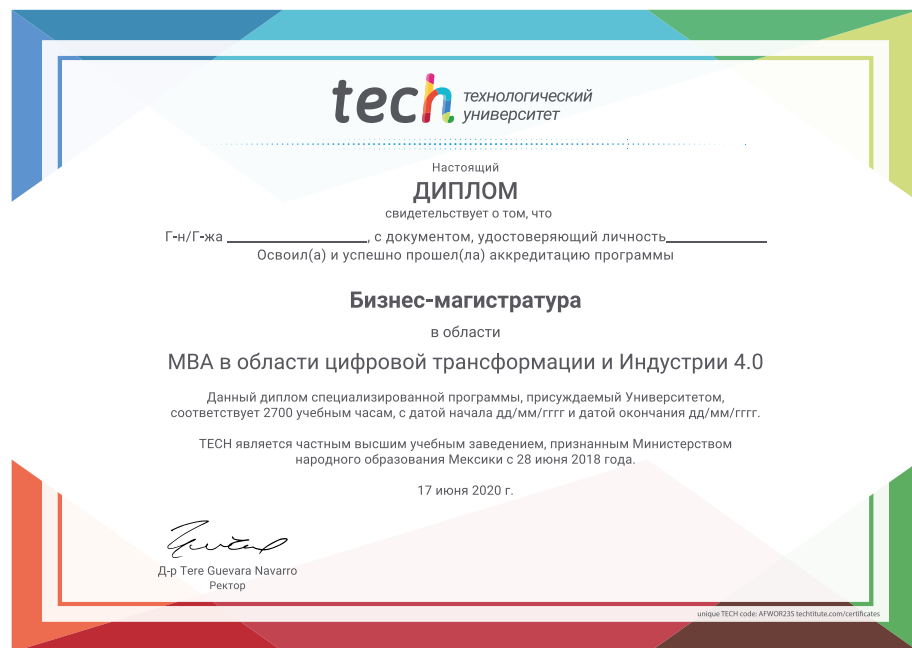 tech технологический
университет
Настоящий
ДИПЛОМ
свидетельствует о том, что
Г-н/Г-жа ____________________, с документом, удостоверяющий личность______________
Освоил(а) и успешно прошел(ла) аккредитацию программы
Бизнес-магистратура
в области
MBA в области цифровой трансформации и Индустрии 4.0
Данный диплом специализированной программы, присуждаемый Университетом,
соответствует 2700 учебным часам, с датой начала дд/мм/гггг и датой окончания дд/мм/гггг.
TECH является частным высшим учебным заведением, признанным Министерством
народного образования Мексики с 28 июня 2018 года.
17 июня 2020 г.
Д-р Tere Guevara Navarro
Ректор
unique TECH code: AFWOR23S techtitute.com/certificates